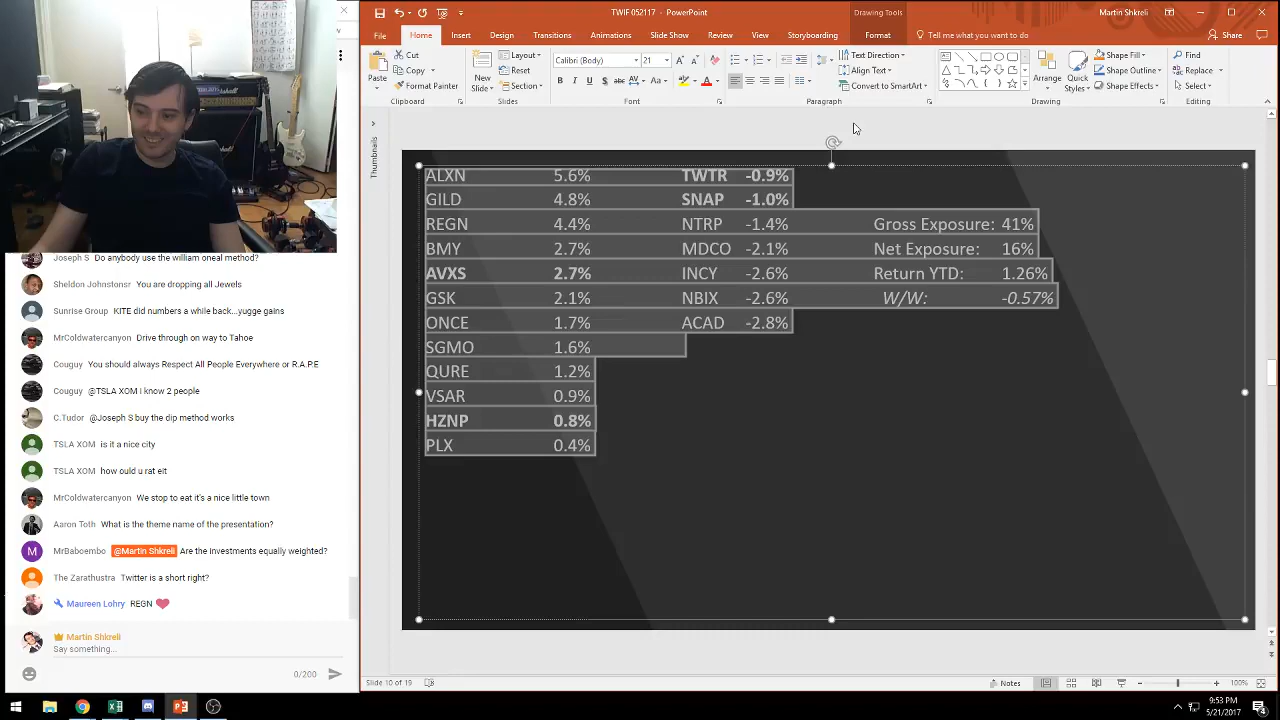 TWIF 052117 - PowerPoint
Drawing Tools
Martin Shkreli
File
Home
Insert
Design
Transitions
Animations
Slide Show
Review
View
Storyboarding
Format
Tell me what you want to do
Share
Paste
Cut
Copy
Format Painter
Clipboard
New Slide
Layout
Reset
Section
Slides
Calibri (Body)
21
Font
Text Direction
Align Text
Convert to SmartArt
Paragraph
Arrange
Quick Styles
Shape Fill
Shape Outline
Shape Effects
Drawing
Find
Replace
Select
Editing
Thumbnails
ALXN 5.6% TWTR -0.9%
GILD 4.8% SNAP -1.0%
REGN 4.4% NTRP -1.4% Gross Exposure: 41%
BMY 2.7% MDCO -2.1% Net Exposure: 16%
AVXS 2.7% INCY -2.6% Return YTD: 1.26%
GSK 2.1% NBIX -2.6% W/W: -0.57%
ONCE 1.7% ACAD -2.8%
SGMO 1.6%
QURE 1.2%
VSAR 0.9%
HZNP 0.8%
PLX 0.4%
Joseph S Do anybody use the william oneal method?
Sheldon Johnstonsr You are dropping all Jewels
Sunrise Group KITE did numbers a while back...yugge gains
MrColdwatercanyon Drive through on way to Tahoe
Couguy You should always Respect All People Everywhere or R.A.P.E
Couguy @TSLA XOM I know 2 people
C.Tudor @Joseph S buy the dip method works
TSLA XOM is it a nice city
TSLA XOM how ould u rat eit
MrColdwatercanyon We stop to eat it's a nice little town
Aaron Toth What is the theme name of the presentation?
MrBaboembo @Martin Shkreli Are the investments equally weighted?
The Zarathustra Twitter is a short right?
Maureen Lohry REGN
Martin Shkreli
Say something...
0/200
Slide 10 of 19
Notes
100%
9:53 PM
5/21/2017